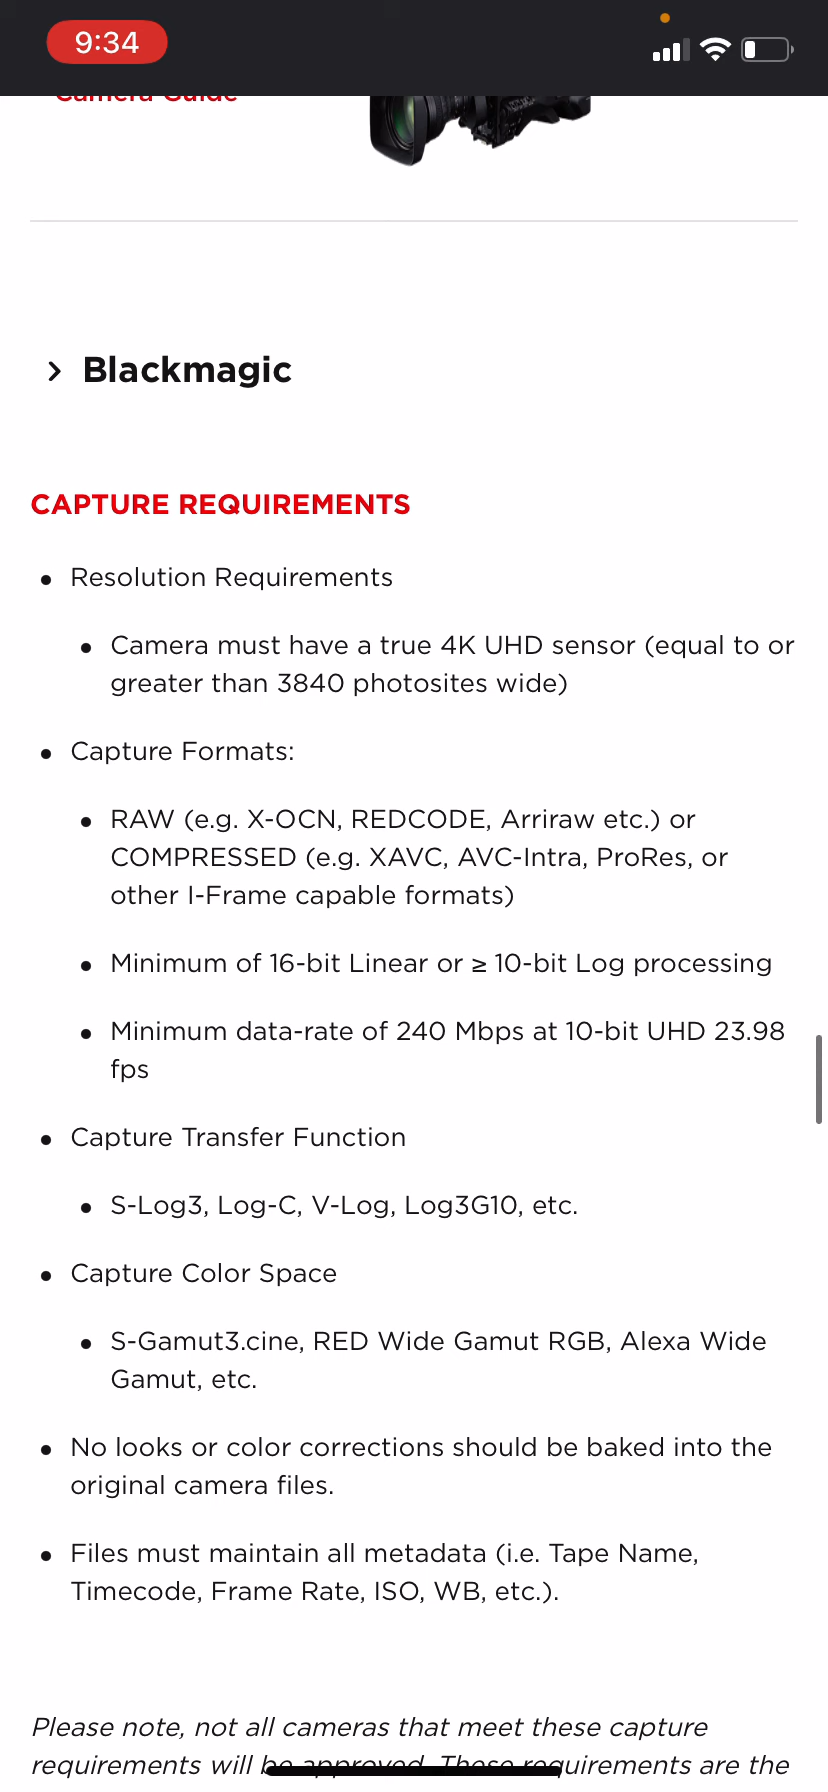 9:34
Camera Guide
Blackmagic
CAPTURE REQUIREMENTS
Resolution Requirements
Camera must have a true 4K UHD sensor (equal to or
greater than 3840 photosites wide)
Capture Formats:
RAW (e.g. X-OCN, REDCODE, Arriraw etc.) or
COMPRESSED (e.g. XAVC, AVC-Intra, ProRes, or
other I-Frame capable formats)
Minimum of 16-bit Linear or ≥ 10-bit Log processing
Minimum data-rate of 240 Mbps at 10-bit UHD 23.98
fps
Capture Transfer Function
S-Log3, Log-C, V-Log, Log3G10, etc.
Capture Color Space
S-Gamut3.cine, RED Wide Gamut RGB, Alexa Wide
Gamut, etc.
No looks or color corrections should be baked into the
original camera files.
Files must maintain all metadata (i.e. Tape Name,
Timecode, Frame Rate, ISO, WB, etc.).
Please note, not all cameras that meet these capture
requirements will be approved. These requirements are the